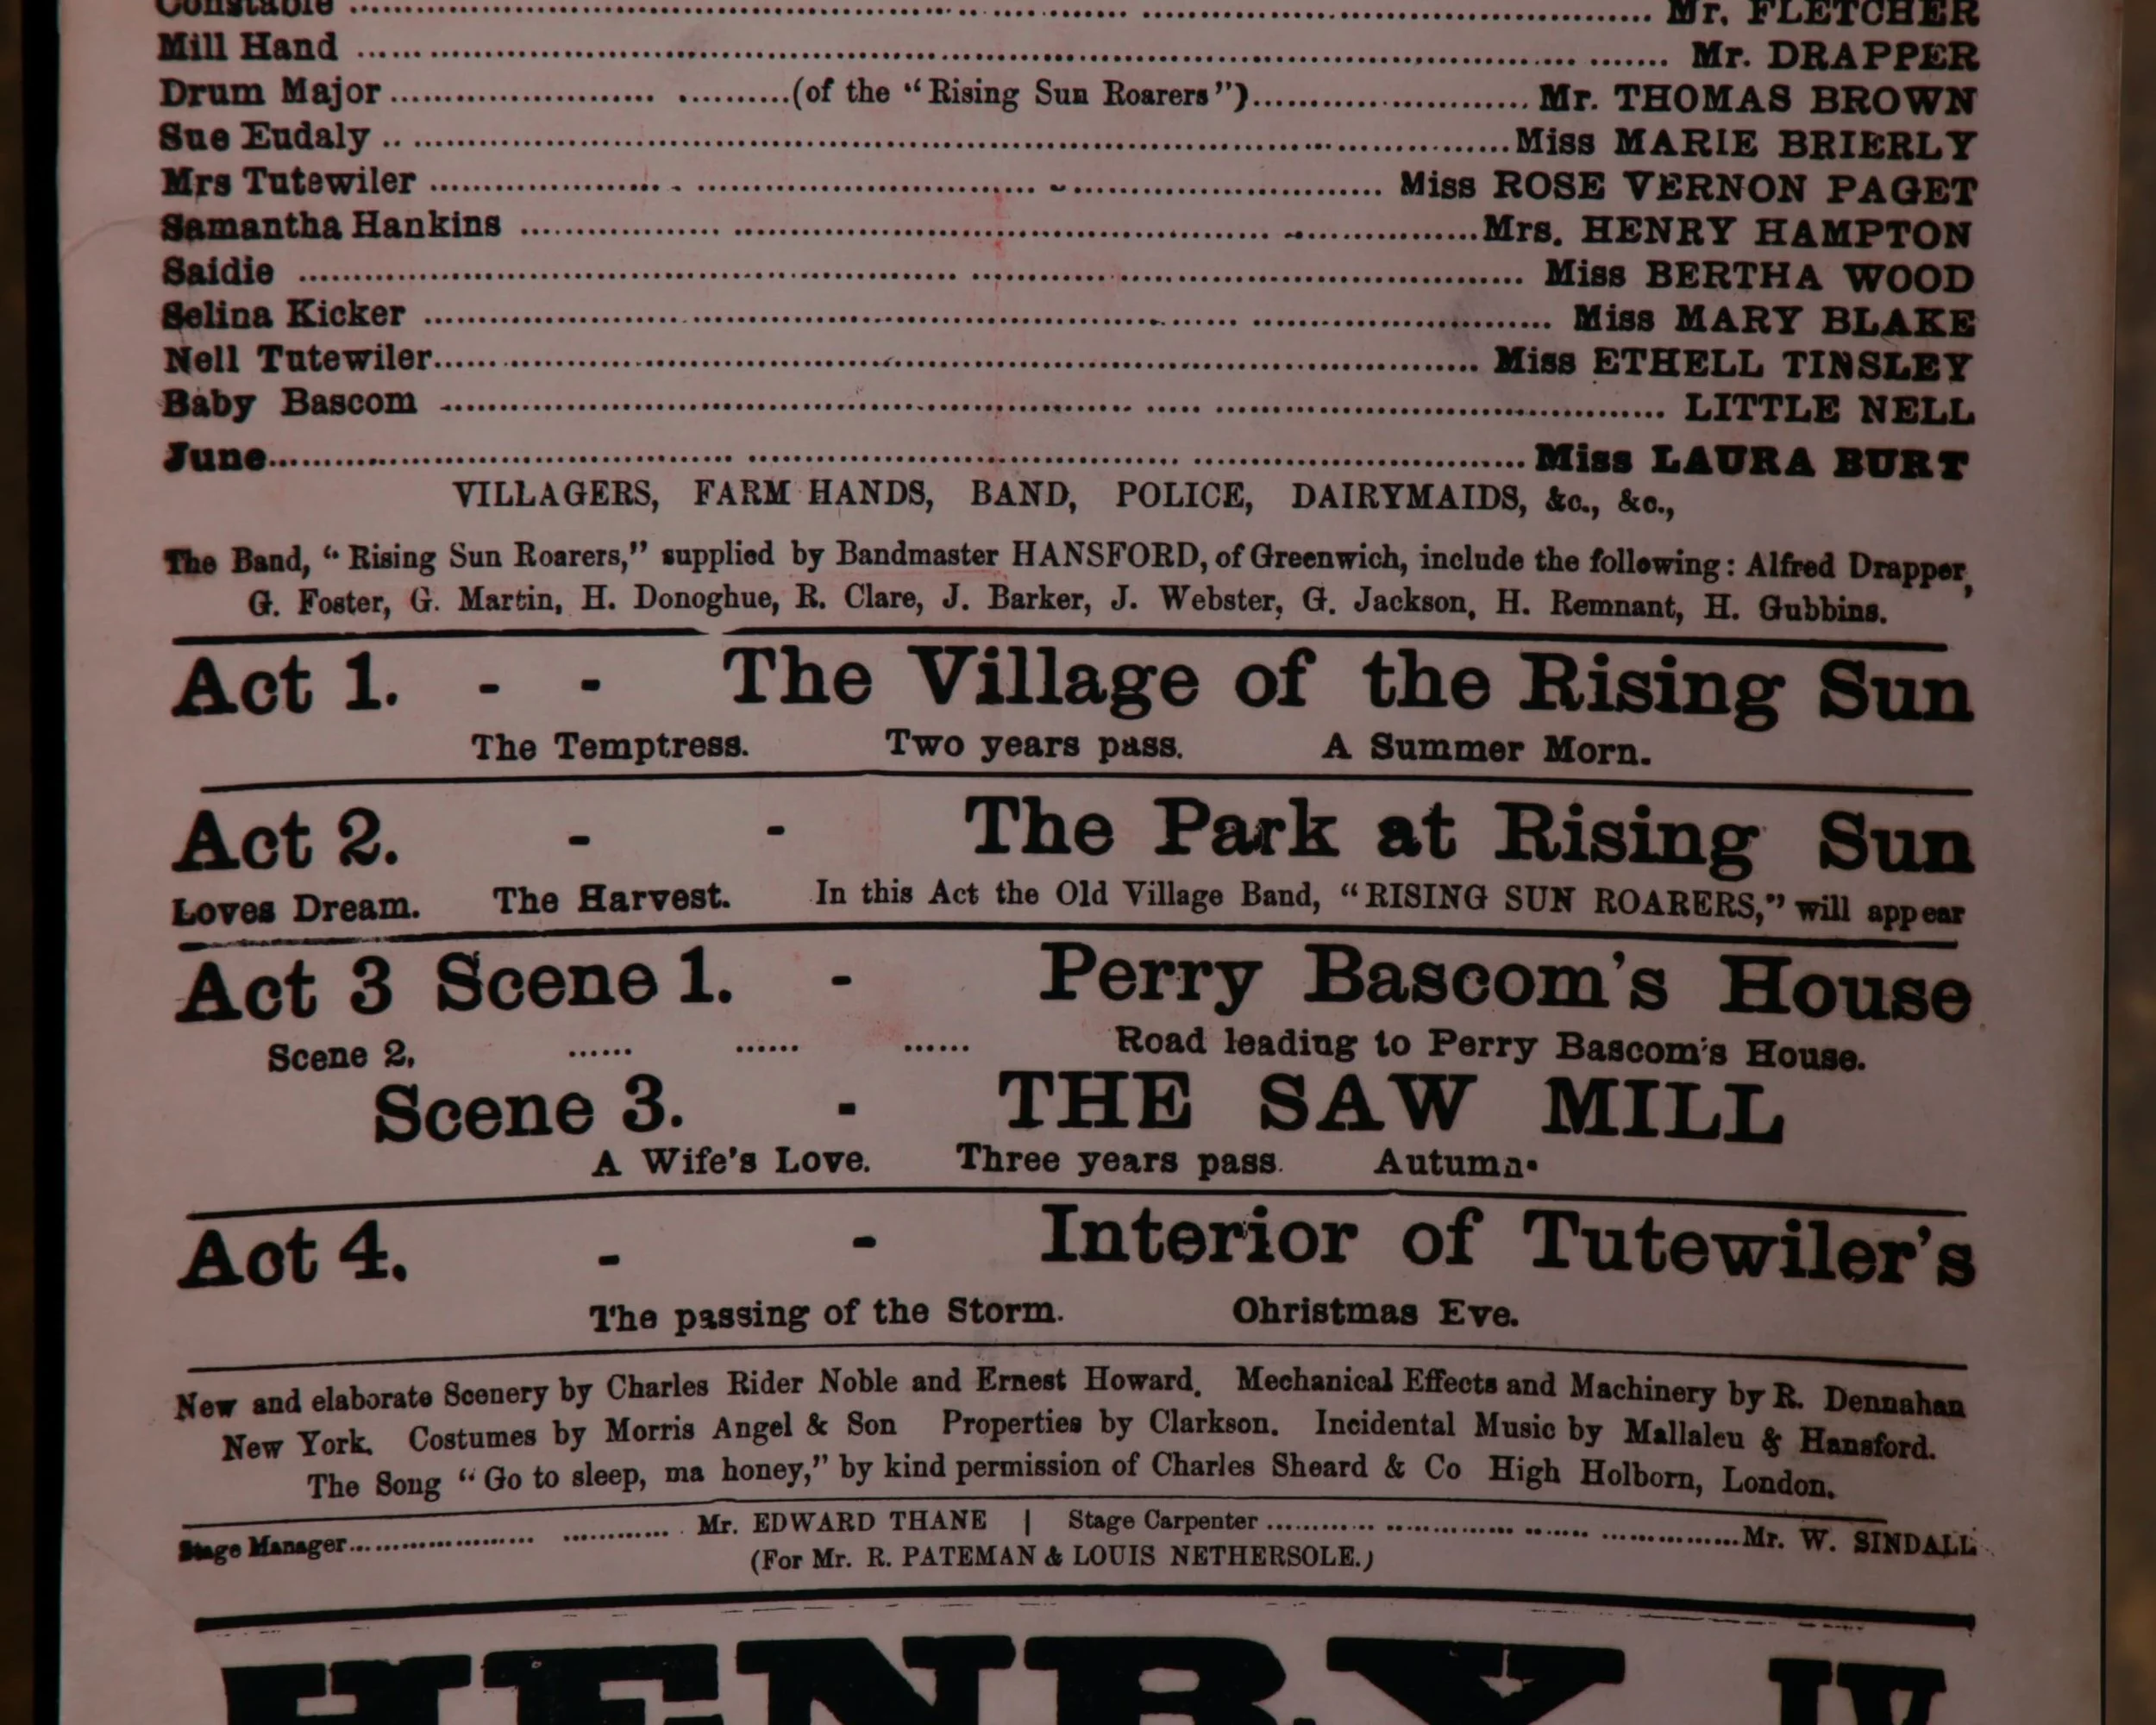 Constable .......... Mr. FLETCHER
Mill Hand .......... Mr. DRAPPER
Drum Major ..........(of the “Rising Sun Roarers”).......... Mr. THOMAS BROWN
Sue Eudaly .......... Miss MARIE BRIERLY
Mrs Tutewiler .......... Miss ROSE VERNON PAGET
Samantha Hankins .......... Mrs. HENRY HAMPTON
Saidie .......... Miss BERTHA WOOD
Selina Kicker .......... Miss MARY BLAKE
Nell Tutewiler.......... Miss ETHELL TINSLEY
Baby Bascom .......... LITTLE NELL
June.......... Miss LAURA BURT
VILLAGERS, FARM HANDS, BAND, POLICE, DAIRYMAIDS, &c., &c.,
The Band, “Rising Sun Roarers,” supplied by Bandmaster HANSFORD, of Greenwich, include the following: Alfred Drapper,
G. Foster, G. Martin, H. Donoghue, R. Clare, J. Barker, J. Webster, G. Jackson, H. Remnant, H. Gubbins.
Act 1. - - The Village of the Rising Sun
The Temptress. Two years pass. A Summer Morn.
Act 2. - - The Park at Rising Sun
Loves Dream. The Harvest. In this Act the Old Village Band, “RISING SUN ROARERS,” will appear
Act 3 Scene 1. - Perry Bascom's House
Scene 2, ...... ...... ...... Road leading to Perry Bascom's House.
Scene 3. - THE SAW MILL
A Wife's Love. Three years pass. Autumn.
Act 4. - - Interior of Tutewiler's
The passing of the Storm. Christmas Eve.
New and elaborate Scenery by Charles Rider Noble and Ernest Howard. Mechanical Effects and Machinery by R. Dennahan
New York. Costumes by Morris Angel & Son Properties by Clarkson. Incidental Music by Mallaleu & Hansford.
The Song “Go to sleep, ma honey,” by kind permission of Charles Sheard & Co High Holborn, London.
Stage Manager.......... Mr. EDWARD THANE | Stage Carpenter .......... Mr. W. SINDALL
(For Mr. R. PATEMAN & LOUIS NETHERSOLE.)
HENRY IV